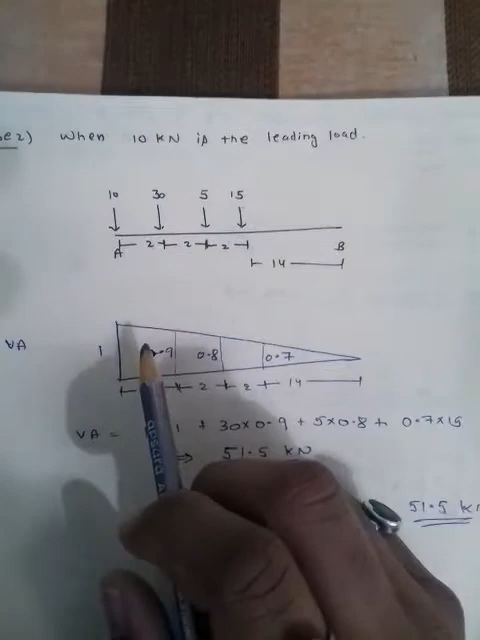 se 2) When 10 KN is the leading load.
10 30 5 15
A 2 2 2 B
14
VA 1 0.9 0.8 0.7
2 2 14
VA = 1 + 30×0.9 + 5×0.8 + 0.7×15
⇒ 51.5 KN
51.5 k